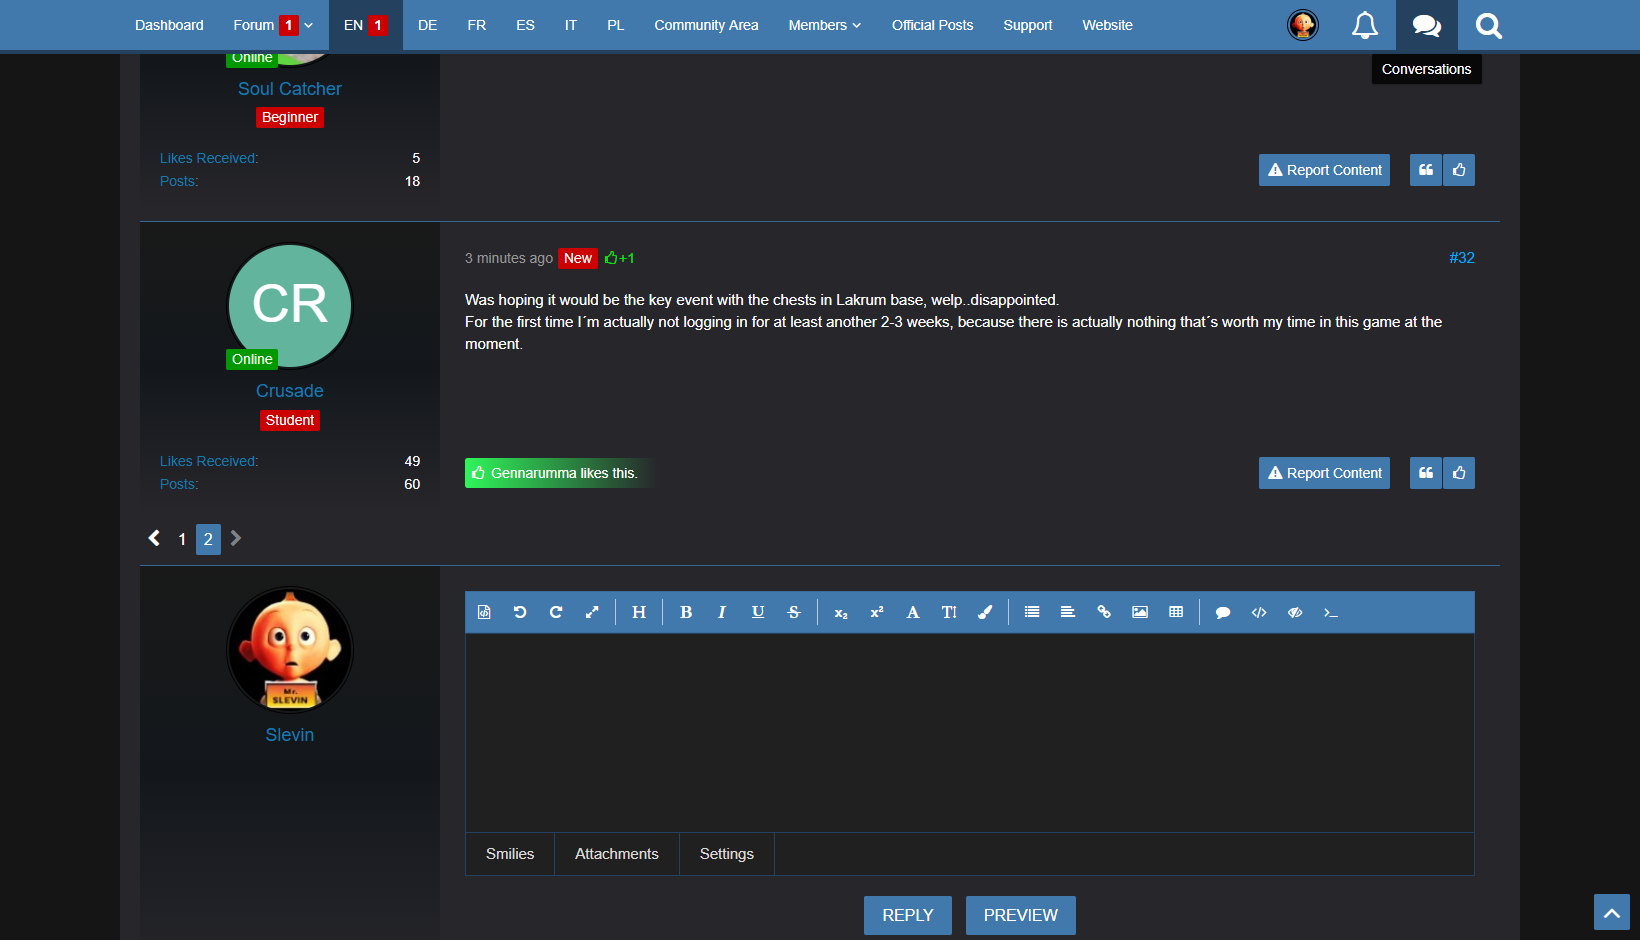 Dashboard Forum 1 EN 1 DE FR ES IT PL Community Area Members Official Posts Support Website
Conversations
Online
Soul Catcher
Beginner
Likes Received: 5
Posts: 18
Report Content
3 minutes ago New +1 #32
CR
Was hoping it would be the key event with the chests in Lakrum base, welp..disappointed.
For the first time I´m actually not logging in for at least another 2-3 weeks, because there is actually nothing that´s worth my time in this game at the
moment.
Online
Crusade
Student
Likes Received: 49
Posts: 60
Gennarumma likes this.
Report Content
1 2
H B I U S x₂ x² A T!
Mr.
SLEVIN
Slevin
Smilies Attachments Settings
REPLY PREVIEW